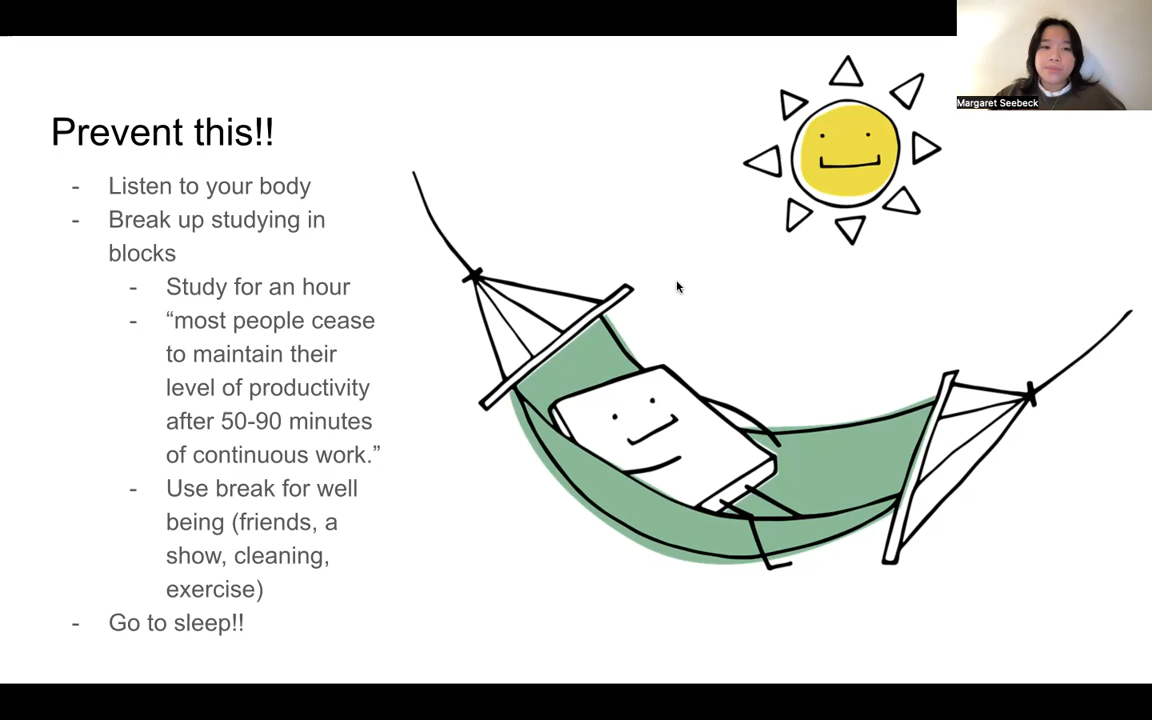 Margaret Seebeck
Prevent this!!
- Listen to your body
- Break up studying in
blocks
- Study for an hour
- “most people cease
to maintain their
level of productivity
after 50-90 minutes
of continuous work.”
- Use break for well
being (friends, a
show, cleaning,
exercise)
- Go to sleep!!